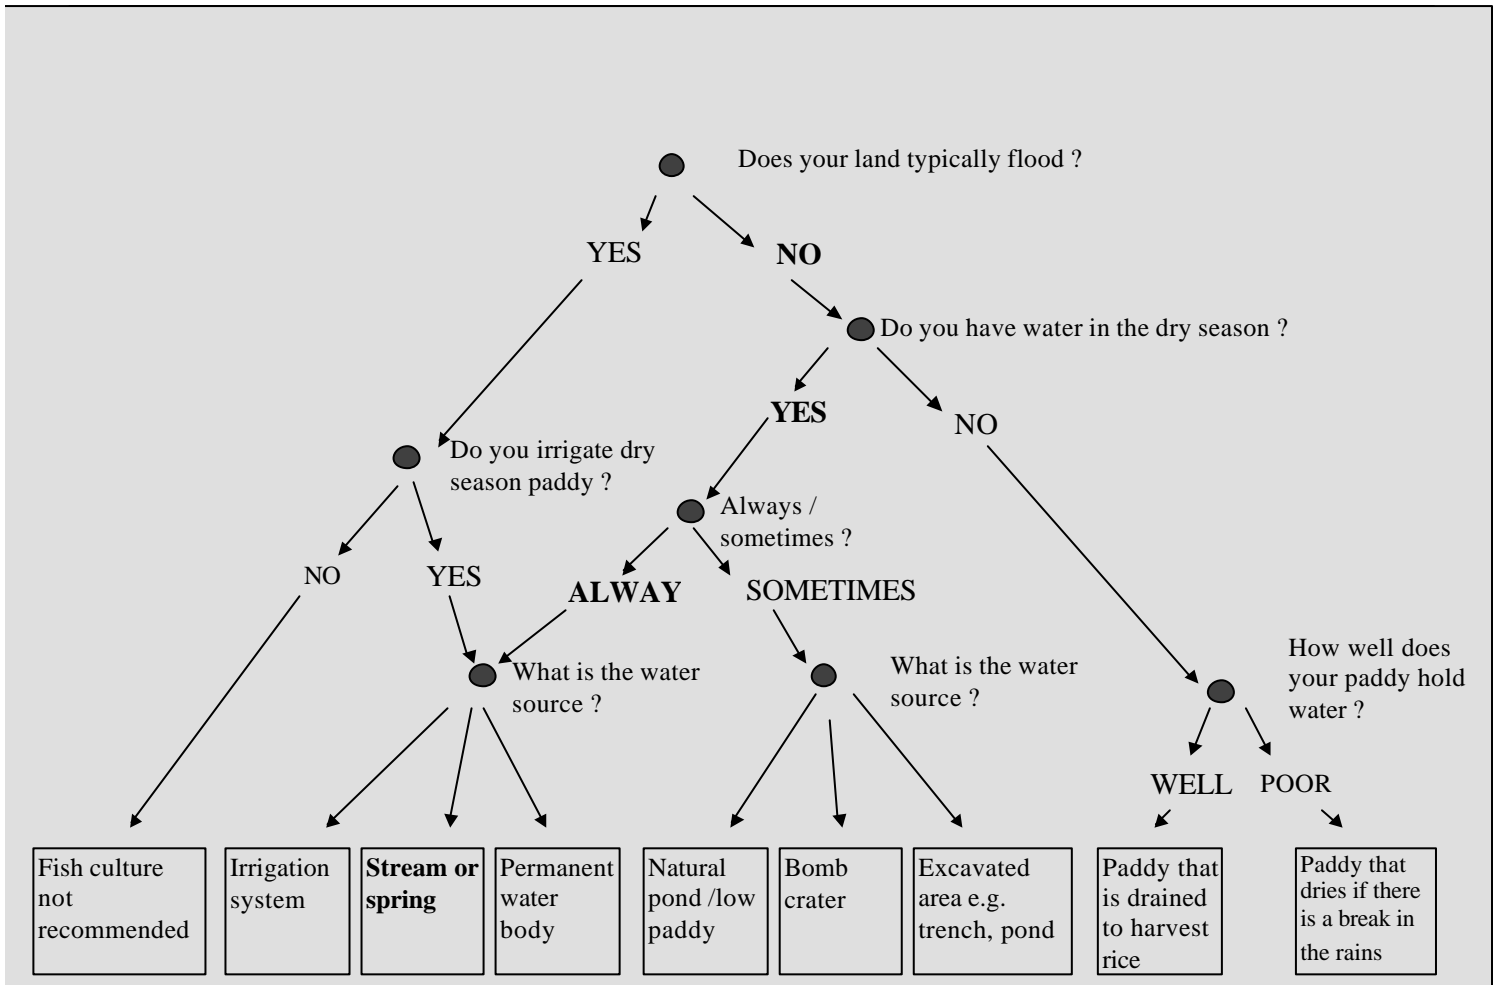 Does your land typically flood ?
YES
NO
Do you have water in the dry season ?
YES
NO
Do you irrigate dry
season paddy ?
Always /
sometimes ?
NO
YES
ALWAY
SOMETIMES
What is the water
source ?
What is the water
source ?
How well does
your paddy hold
water ?
WELL
POOR
Fish culture
not
recommended
Irrigation
system
Stream or
spring
Permanent
water
body
Natural
pond /low
paddy
Bomb
crater
Excavated
area e.g.
trench, pond
Paddy that
is drained
to harvest
rice
Paddy that
dries if there
is a break in
the rains